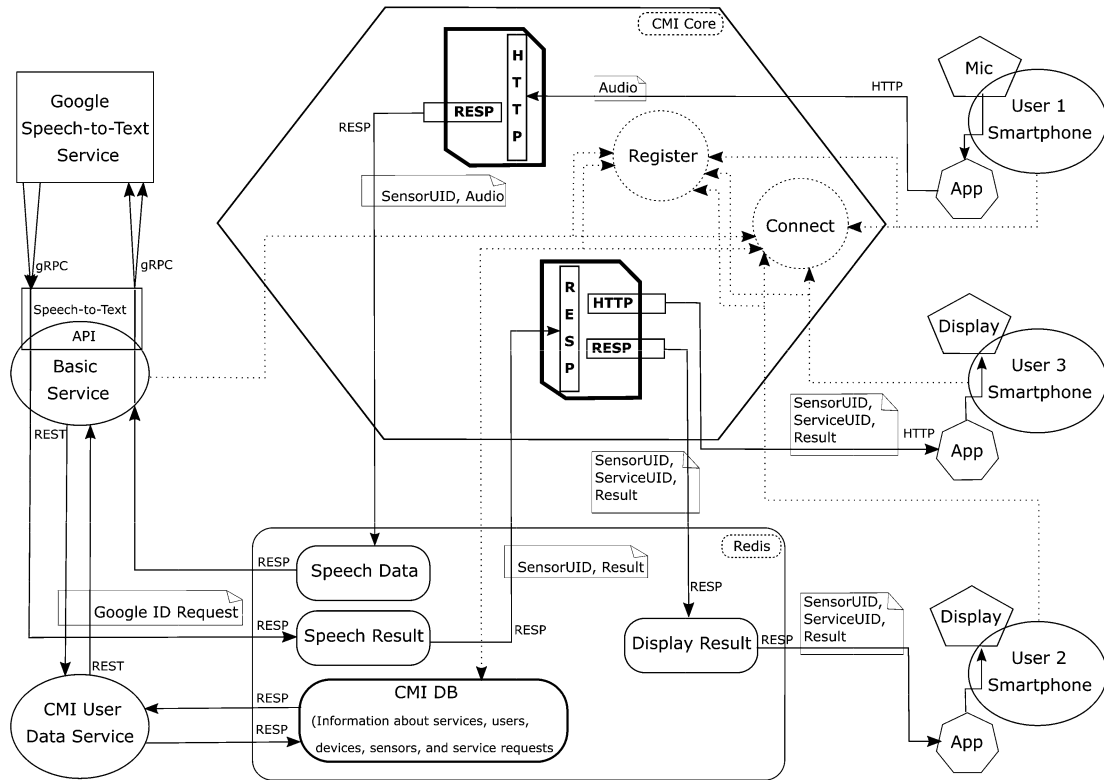 CMI Core
H
T
T
P
RESP
Audio
HTTP
Mic
User 1
Smartphone
App
Google
Speech-to-Text
Service
RESP
SensorUID, Audio
Register
Connect
gRPC
gRPC
Speech-to-Text
API
Basic
Service
R
E
S
P
HTTP
RESP
Display
User 3
Smartphone
App
SensorUID,
ServiceUID,
Result
HTTP
REST
SensorUID,
ServiceUID,
Result
Redis
RESP
Speech Data
SensorUID, Result
RESP
Google ID Request
RESP
Speech Result
RESP
Display Result
RESP
SensorUID,
ServiceUID,
Result
Display
User 2
Smartphone
App
REST
CMI User
Data Service
RESP
RESP
CMI DB
(Information about services, users,
devices, sensors, and service requests